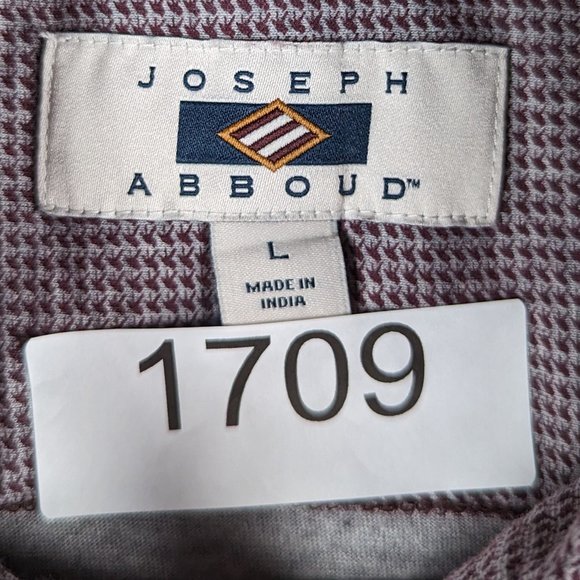 JOSEPH
ABBOUD™
L
MADE IN
INDIA
1709